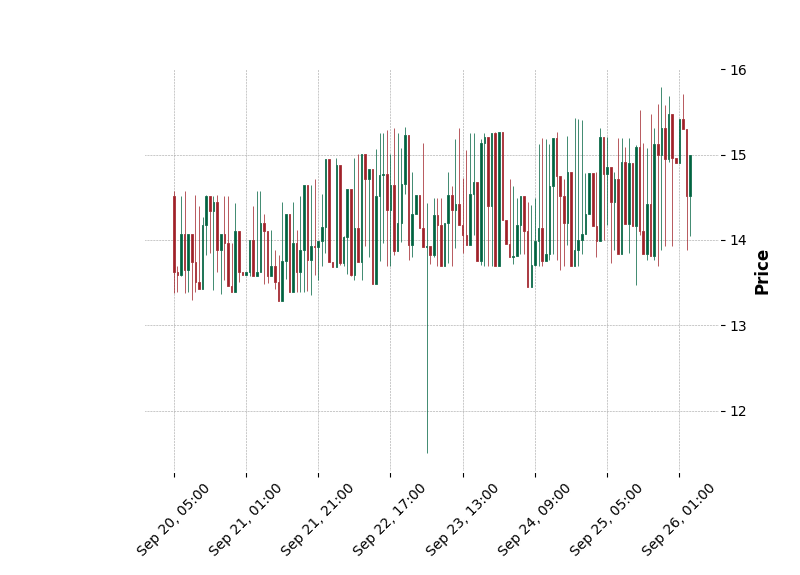 16
15
14
13
12
Price
Sep 20, 05:00
Sep 21, 01:00
Sep 21, 21:00
Sep 22, 17:00
Sep 23, 13:00
Sep 24, 09:00
Sep 25, 05:00
Sep 26, 01:00